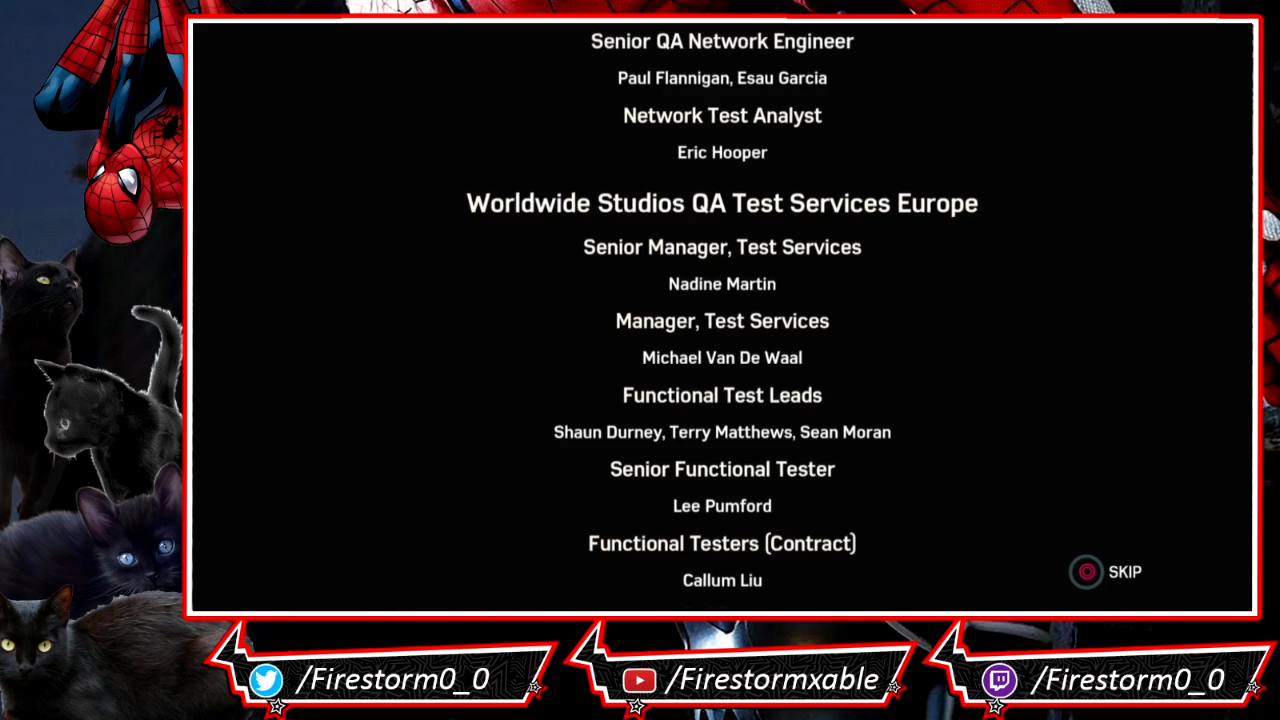 Senior QA Network Engineer
Paul Flannigan, Esau Garcia
Network Test Analyst
Eric Hooper
Worldwide Studios QA Test Services Europe
Senior Manager, Test Services
Nadine Martin
Manager, Test Services
Michael Van De Waal
Functional Test Leads
Shaun Durney, Terry Matthews, Sean Moran
Senior Functional Tester
Lee Pumford
Functional Testers (Contract)
Callum Liu
SKIP
/Firestorm0_0
/Firestormxable
/Firestorm0_0